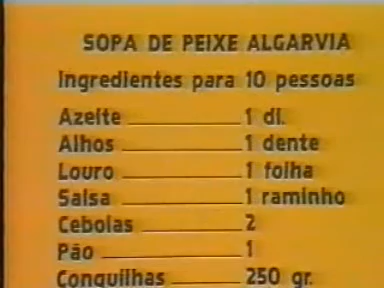 SOPA DE PEIXE ALGARVIA
Ingredientes para 10 pessoas
Azeite 1 dl.
Alhos 1 dente
Louro 1 folha
Salsa 1 raminho
Cebolas 2
Pão 1
Conquilhas 250 gr.